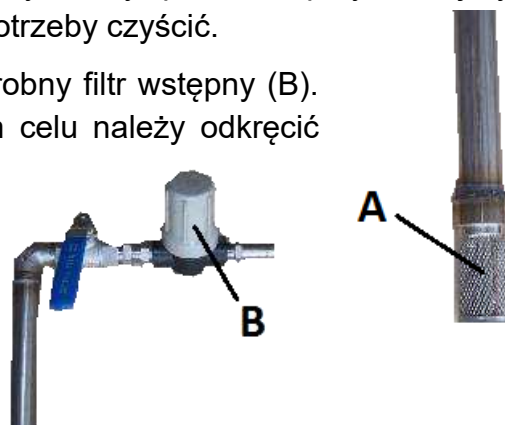 otrzeby czyścić.
robny filtr wstępny (B).
celu należy odkręcić
A
B